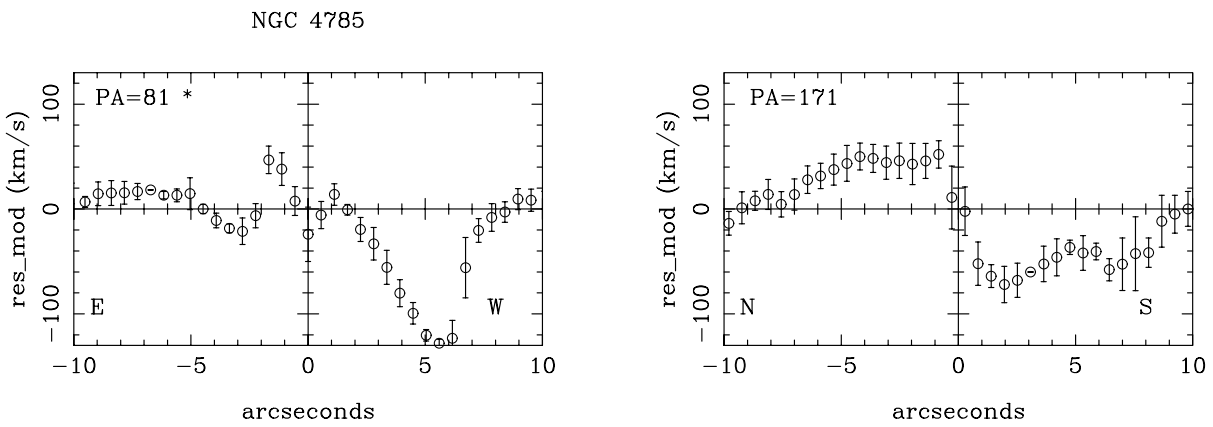 NGC 4785
PA=81 *
res_mod (km/s)
100
0
−100
E
W
−10
−5
0
5
10
arcseconds
PA=171
res_mod (km/s)
100
0
−100
N
S
−10
−5
0
5
10
arcseconds